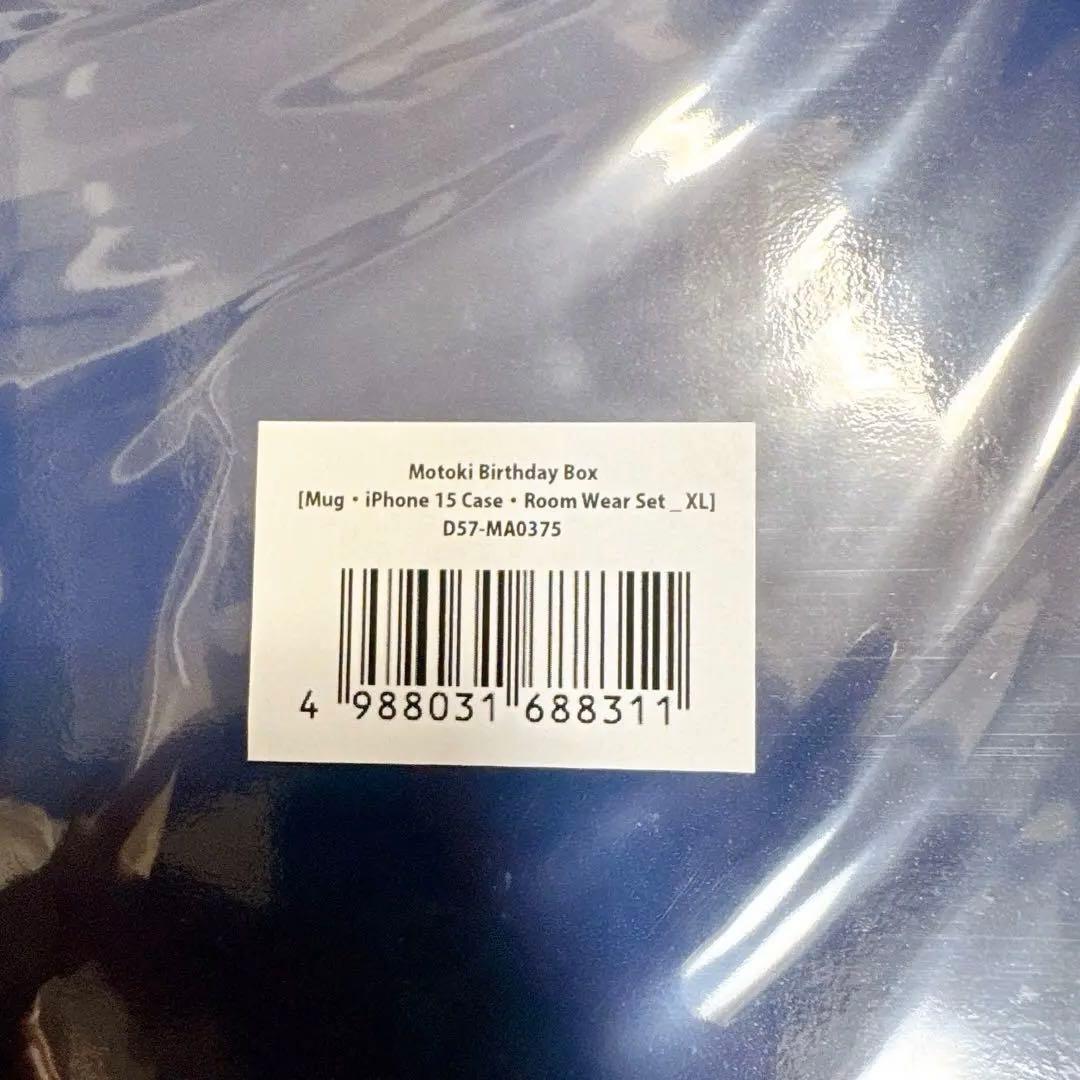 Motoki Birthday Box
[Mug・iPhone 15 Case・Room Wear Set _ XL]
D57-MA0375
4 988031 688311